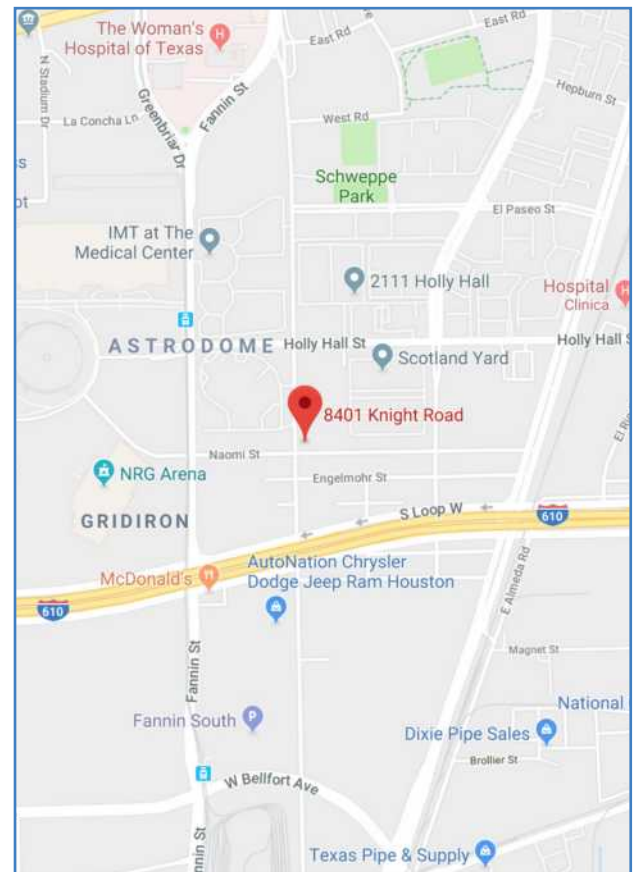 The Woman's
Hospital of Texas
East Rd
East Rd
N Stadium Dr
Greenbriar Dr
Fannin St
La Concha Ln
West Rd
Hepburn St
Schweppe
Park
El Paseo St
IMT at The
Medical Center
2111 Holly Hall
Hospital
Clinica
ASTRODOME
Holly Hall St
Holly Hall S
Scotland Yard
8401 Knight Road
Naomi St
NRG Arena
Engelmohr St
GRIDIRON
S Loop W
610
AutoNation Chrysler
Dodge Jeep Ram Houston
McDonald's
610
E Almeda Rd
Magnet St
Fannin St
National
Fannin South
P
Dixie Pipe Sales
Brollier St
W Bellfort Ave
nnin St
Texas Pipe & Supply